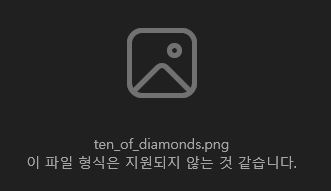 ten_of_diamonds.png
이 파일 형식은 지원되지 않는 것 같습니다.